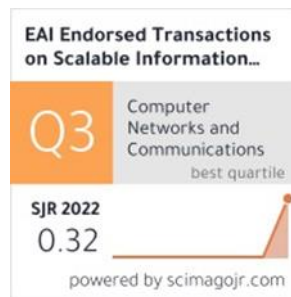 EAI Endorsed Transactions
on Scalable Information...
Q3
Computer
Networks and
Communications
best quartile
SJR 2022
0.32
powered by scimagojr.com